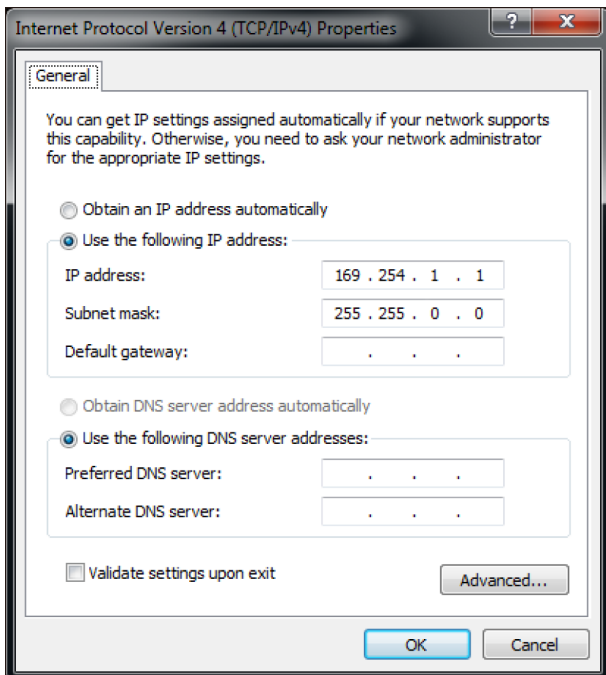 Internet Protocol Version 4 (TCP/IPv4) Properties
?
General
You can get IP settings assigned automatically if your network supports
this capability. Otherwise, you need to ask your network administrator
for the appropriate IP settings.
Obtain an IP address automatically
Use the following IP address:
IP address: 169 . 254 . 1 . 1
Subnet mask: 255 . 255 . 0 . 0
Default gateway: . . .
Obtain DNS server address automatically
Use the following DNS server addresses:
Preferred DNS server: . . .
Alternate DNS server: . . .
Validate settings upon exit
Advanced...
OK Cancel